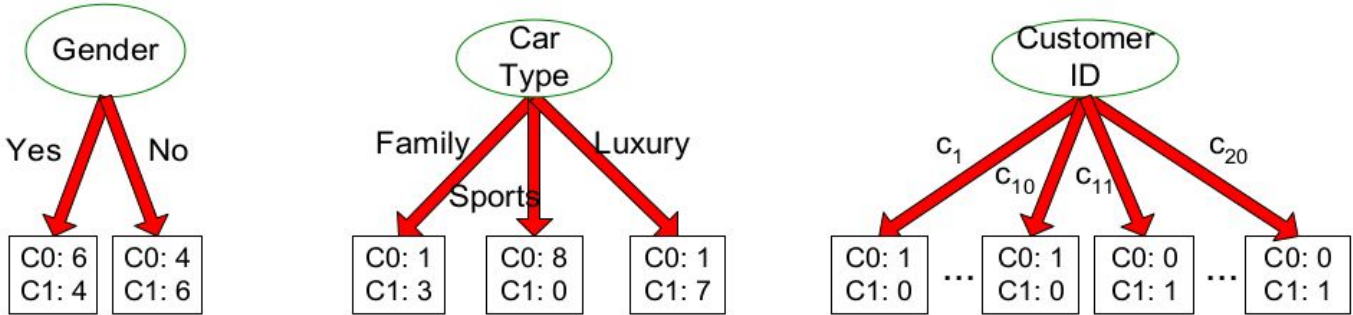 Gender
Yes
No
C0: 6
C1: 4
C0: 4
C1: 6
Car
Type
Family
Sports
Luxury
C0: 1
C1: 3
C0: 8
C1: 0
C0: 1
C1: 7
Customer
ID
c₁
c₁₀
c₁₁
c₂₀
C0: 1
C1: 0
...
C0: 1
C1: 0
C0: 0
C1: 1
...
C0: 0
C1: 1